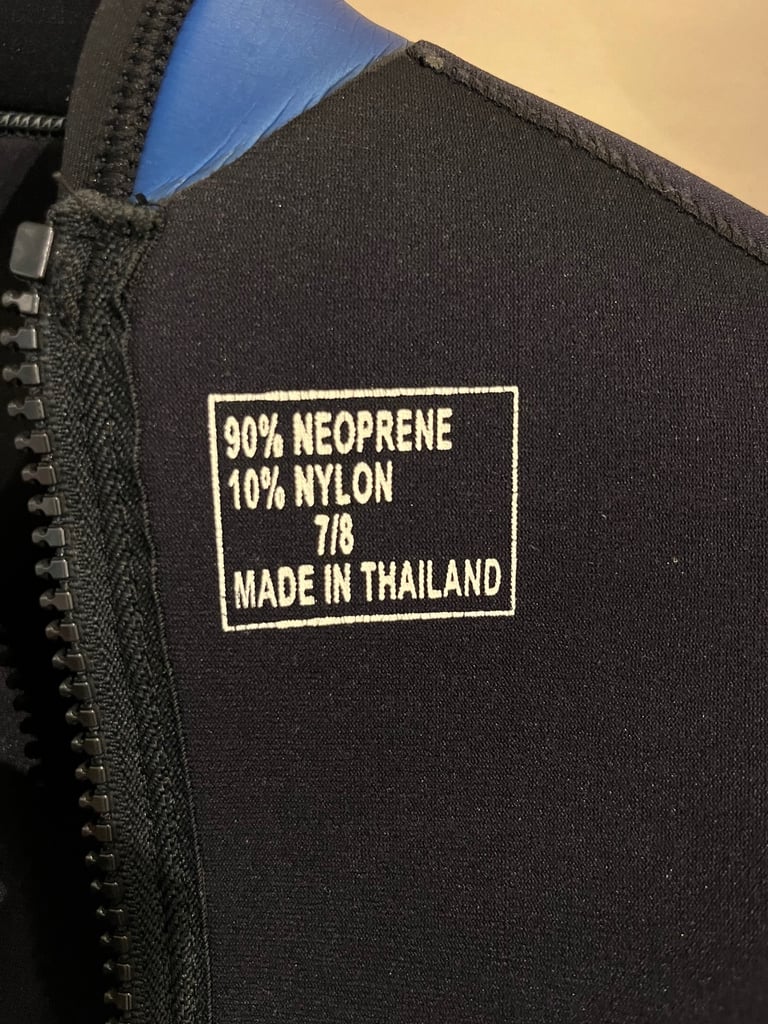 90% NEOPRENE
10% NYLON
7/8
MADE IN THAILAND